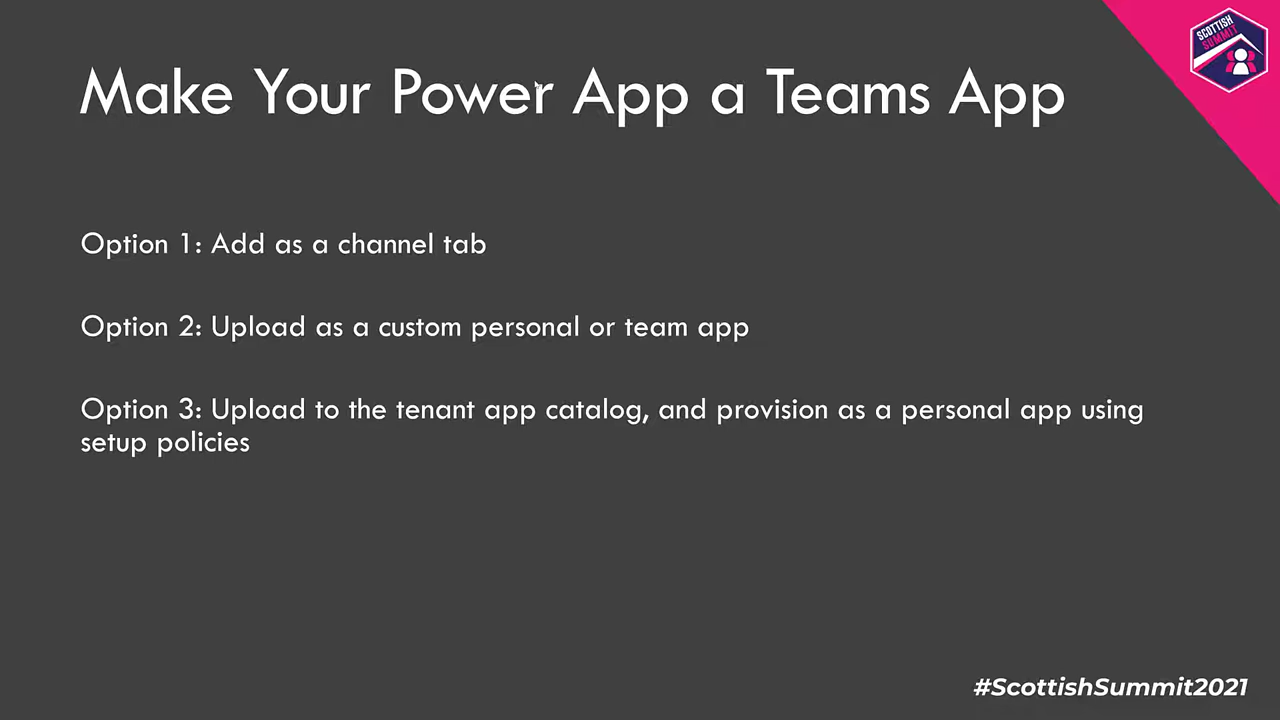 SCOTTISH
SUMMIT
Make Your Power App a Teams App
Option 1: Add as a channel tab
Option 2: Upload as a custom personal or team app
Option 3: Upload to the tenant app catalog, and provision as a personal app using
setup policies
#ScottishSummit2021